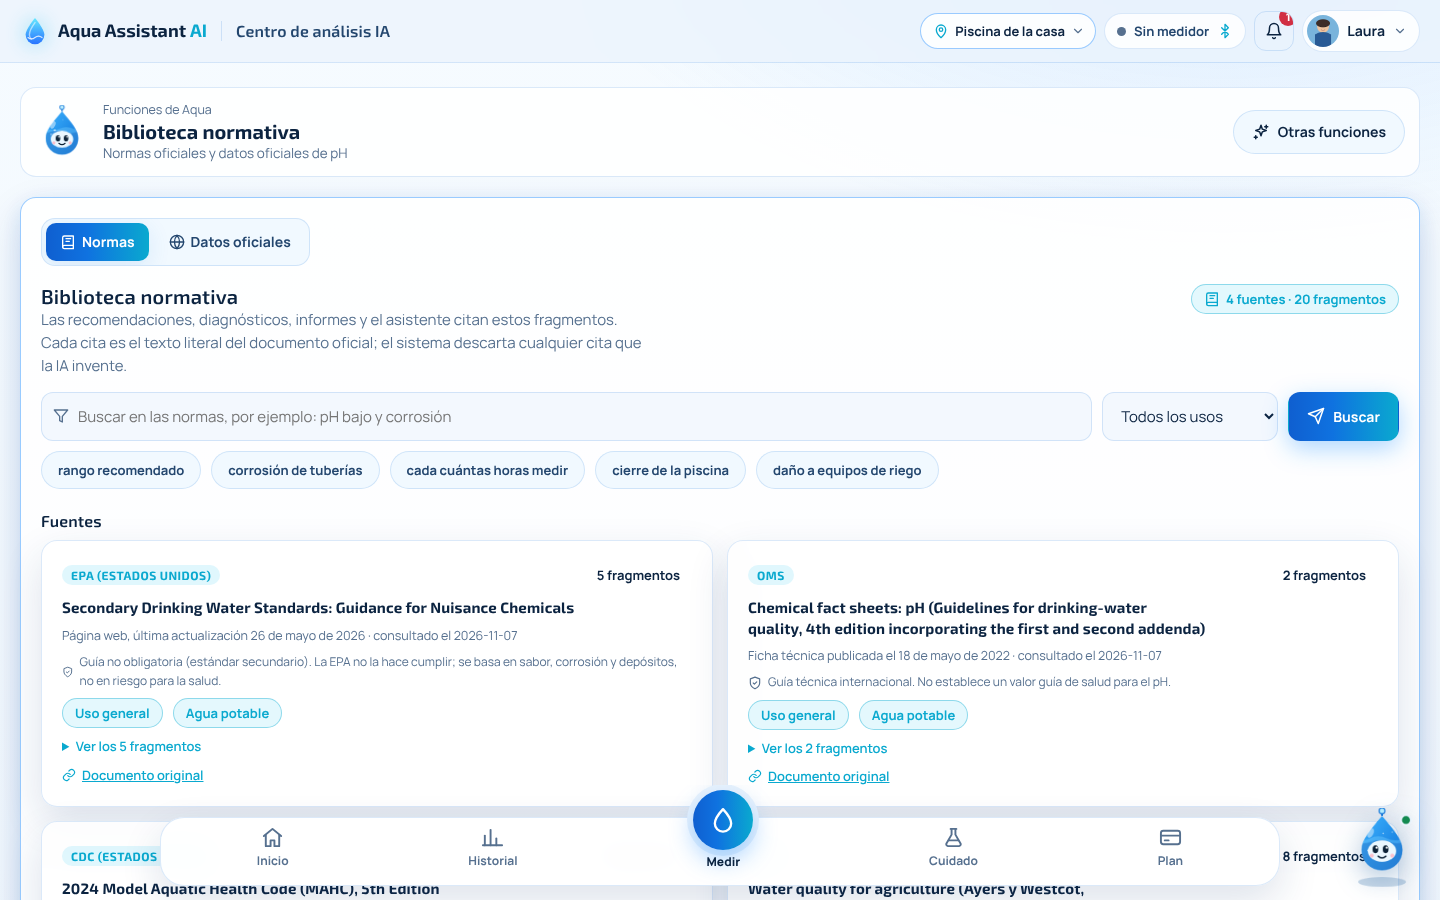 Aqua Assistant AI
Centro de análisis IA
Piscina de la casa
Sin medidor
1
Laura
Funciones de Aqua
Biblioteca normativa
Normas oficiales y datos oficiales de pH
Otras funciones
Normas
Datos oficiales
Biblioteca normativa
4 fuentes · 20 fragmentos
Las recomendaciones, diagnósticos, informes y el asistente citan estos fragmentos.
Cada cita es el texto literal del documento oficial; el sistema descarta cualquier cita que
la IA invente.
Buscar en las normas, por ejemplo: pH bajo y corrosión
Todos los usos
Buscar
rango recomendado
corrosión de tuberías
cada cuántas horas medir
cierre de la piscina
daño a equipos de riego
Fuentes
EPA (ESTADOS UNIDOS)
5 fragmentos
Secondary Drinking Water Standards: Guidance for Nuisance Chemicals
Página web, última actualización 26 de mayo de 2026 · consultado el 2026-11-07
Guía no obligatoria (estándar secundario). La EPA no la hace cumplir; se basa en sabor, corrosión y depósitos,
no en riesgo para la salud.
Uso general
Agua potable
Ver los 5 fragmentos
Documento original
OMS
2 fragmentos
Chemical fact sheets: pH (Guidelines for drinking-water
quality, 4th edition incorporating the first and second addenda)
Ficha técnica publicada el 18 de mayo de 2022 · consultado el 2026-11-07
Guía técnica internacional. No establece un valor guía de salud para el pH.
Uso general
Agua potable
Ver los 2 fragmentos
Documento original
CDC (ESTADOS
2024 Model Aquatic Health Code (MAHC), 5th Edition
8 fragmentos
Water quality for agriculture (Ayers y Westcot,
Inicio
Historial
Medir
Cuidado
Plan